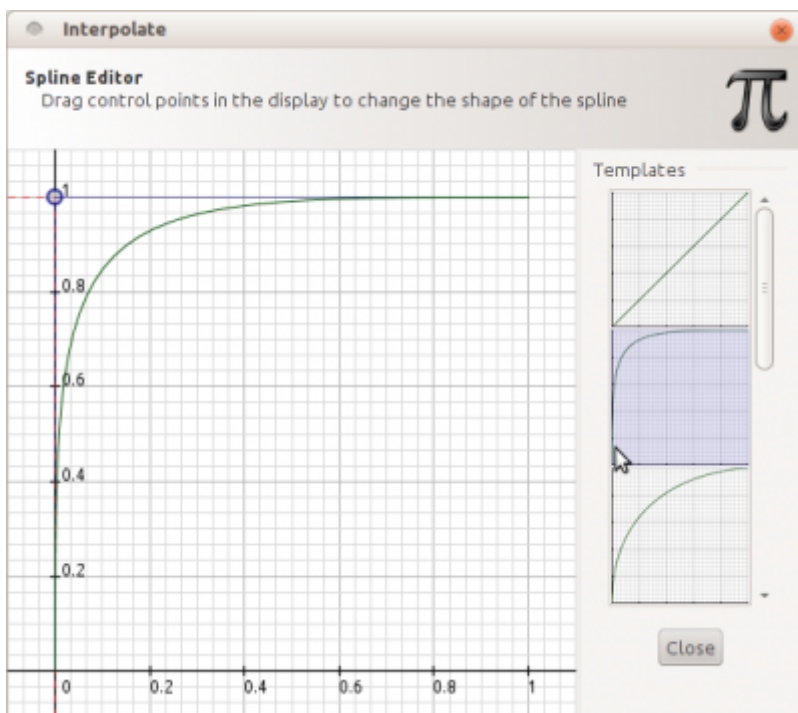 Interpolate
Spline Editor
Drag control points in the display to change the shape of the spline
π
Templates
1
0.8
0.6
0.4
0.2
0 0.2 0.4 0.6 0.8 1
Close